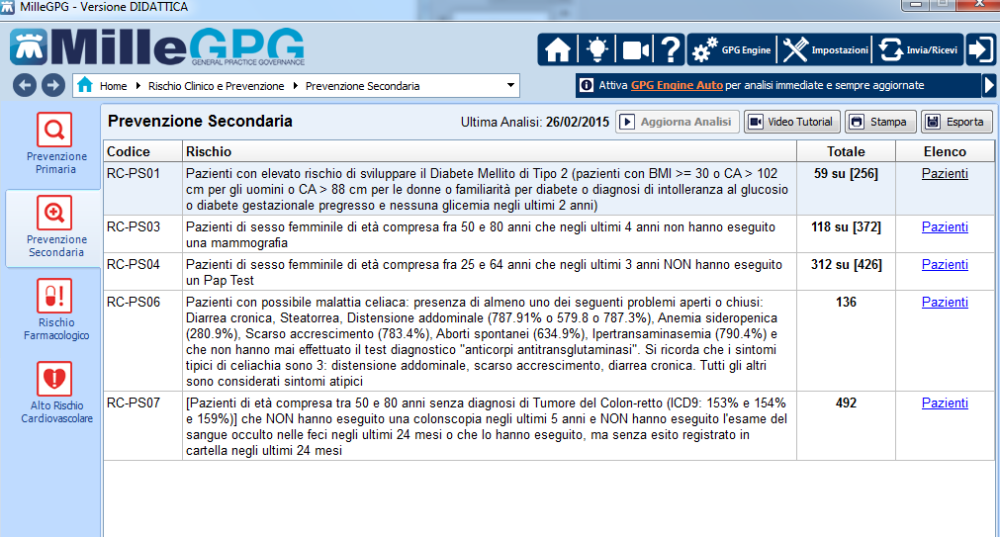 MilleGPG - Versione DIDATTICA
MilleGPG
GENERAL PRACTICE GOVERNANCE
GPG Engine
Impostazioni
Invia/Ricevi
Home
Rischio Clinico e Prevenzione
Prevenzione Secondaria
Attiva GPG Engine Auto per analisi immediate e sempre aggiornate
Prevenzione
Primaria
Prevenzione
Secondaria
Rischio
Farmacologico
Alto Rischio
Cardiovascolare
Prevenzione Secondaria
Ultima Analisi: 26/02/2015
Aggiorna Analisi
Video Tutorial
Stampa
Esporta
Codice Rischio Totale Elenco
RC-PS01 Pazienti con elevato rischio di sviluppare il Diabete Mellito di Tipo 2 (pazienti con BMI >= 30 o CA > 102 59 su [256] Pazienti
cm per gli uomini o CA > 88 cm per le donne o familiarità per diabete o diagnosi di intolleranza al glucosio
o diabete gestazionale pregresso e nessuna glicemia negli ultimi 2 anni)
RC-PS03 Pazienti di sesso femminile di età compresa fra 50 e 80 anni che negli ultimi 4 anni non hanno eseguito 118 su [372] Pazienti
una mammografia
RC-PS04 Pazienti di sesso femminile di età compresa fra 25 e 64 anni che negli ultimi 3 anni NON hanno eseguito 312 su [426] Pazienti
un Pap Test
RC-PS06 Pazienti con possibile malattia celiaca: presenza di almeno uno dei seguenti problemi aperti o chiusi: 136 Pazienti
Diarrea cronica, Steatorrea, Distensione addominale (787.91% o 579.8 o 787.3%), Anemia sideropenica
(280.9%), Scarso accrescimento (783.4%), Aborti spontanei (634.9%), Ipertransaminasemia (790.4%) e
che non hanno mai effettuato il test diagnostico "anticorpi antitransglutaminasi". Si ricorda che i sintomi
tipici di celiachia sono 3: distensione addominale, scarso accrescimento, diarrea cronica. Tutti gli altri
sono considerati sintomi atipici
RC-PS07 [Pazienti di età compresa tra 50 e 80 anni senza diagnosi di Tumore del Colon-retto (ICD9: 153% e 154% 492 Pazienti
e 159%)] che NON hanno eseguito una colonscopia negli ultimi 5 anni e NON hanno eseguito l'esame del
sangue occulto nelle feci negli ultimi 24 mesi o che lo hanno eseguito, ma senza esito registrato in
cartella negli ultimi 24 mesi